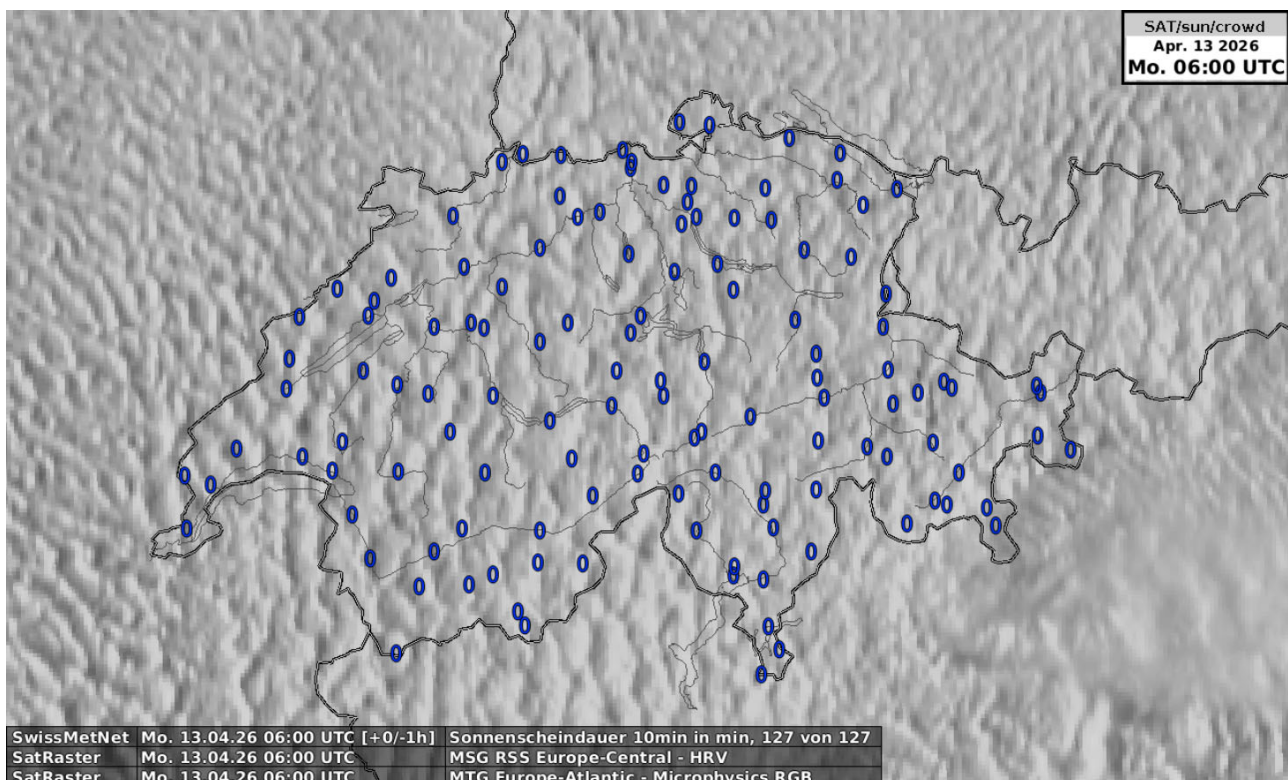 SAT/sun/crowd
Apr. 13 2026
Mo. 06:00 UTC
SwissMetNet Mo. 13.04.26 06:00 UTC [+0/-1h] Sonnenscheindauer 10min in min, 127 von 127
SatRaster Mo. 13.04.26 06:00 UTC MSG RSS Europe-Central - HRV
SatRaster Mo. 13.04.26 06:00 UTC MTG Europe-Atlantic - Microphysics RGB